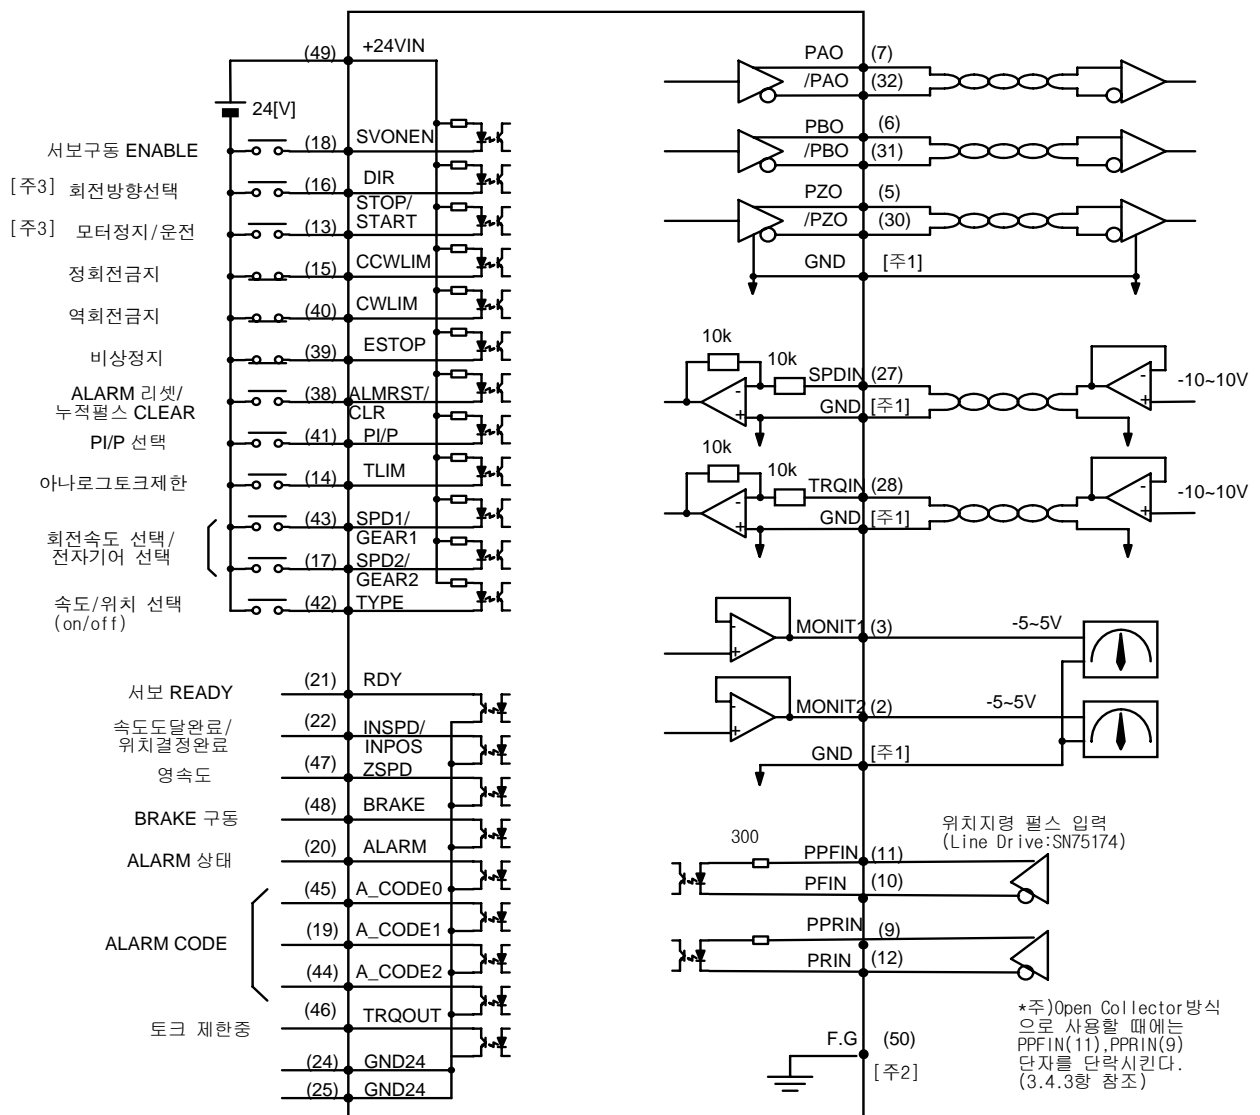 (49) +24VIN
24[V]
서보구동 ENABLE (18) SVONEN
[주3] 회전방향선택 (16) DIR
[주3] 모터정지/운전 (13) STOP/
START
정회전금지 (15) CCWLIM
역회전금지 (40) CWLIM
비상정지 (39) ESTOP
ALARM 리셋/
누적펄스 CLEAR
(38) ALMRST/
CLR
PI/P 선택 (41) PI/P
아나로그토크제한 (14) TLIM
회전속도 선택/
전자기어 선택
(43) SPD1/
GEAR1
(17) SPD2/
GEAR2
속도/위치 선택
(on/off)
(42) TYPE
서보 READY (21) RDY
속도도달완료/
위치결정완료
(22) INSPD/
INPOS
영속도 (47) ZSPD
BRAKE 구동 (48) BRAKE
ALARM 상태 (20) ALARM
ALARM CODE
(45) A_CODE0
(19) A_CODE1
(44) A_CODE2
토크 제한중 (46) TRQOUT
(24) GND24
(25) GND24
PAO (7)
/PAO (32)
PBO (6)
/PBO (31)
PZO (5)
/PZO (30)
GND [주1]
10k
10k
SPDIN (27)
GND [주1]
- +
- +
-10~10V
10k
10k
TRQIN (28)
GND [주1]
- +
- +
-10~10V
- +
MONIT1 (3) -5~5V
- +
MONIT2 (2) -5~5V
GND [주1]
위치지령 펄스 입력
(Line Drive:SN75174)
300
PPFIN (11)
PFIN (10)
PPRIN (9)
PRIN (12)
F.G (50)
[주2]
*주)Open Collector방식
으로 사용할 때에는
PPFIN(11),PPRIN(9)
단자를 단락시킨다.
(3.4.3항 참조)